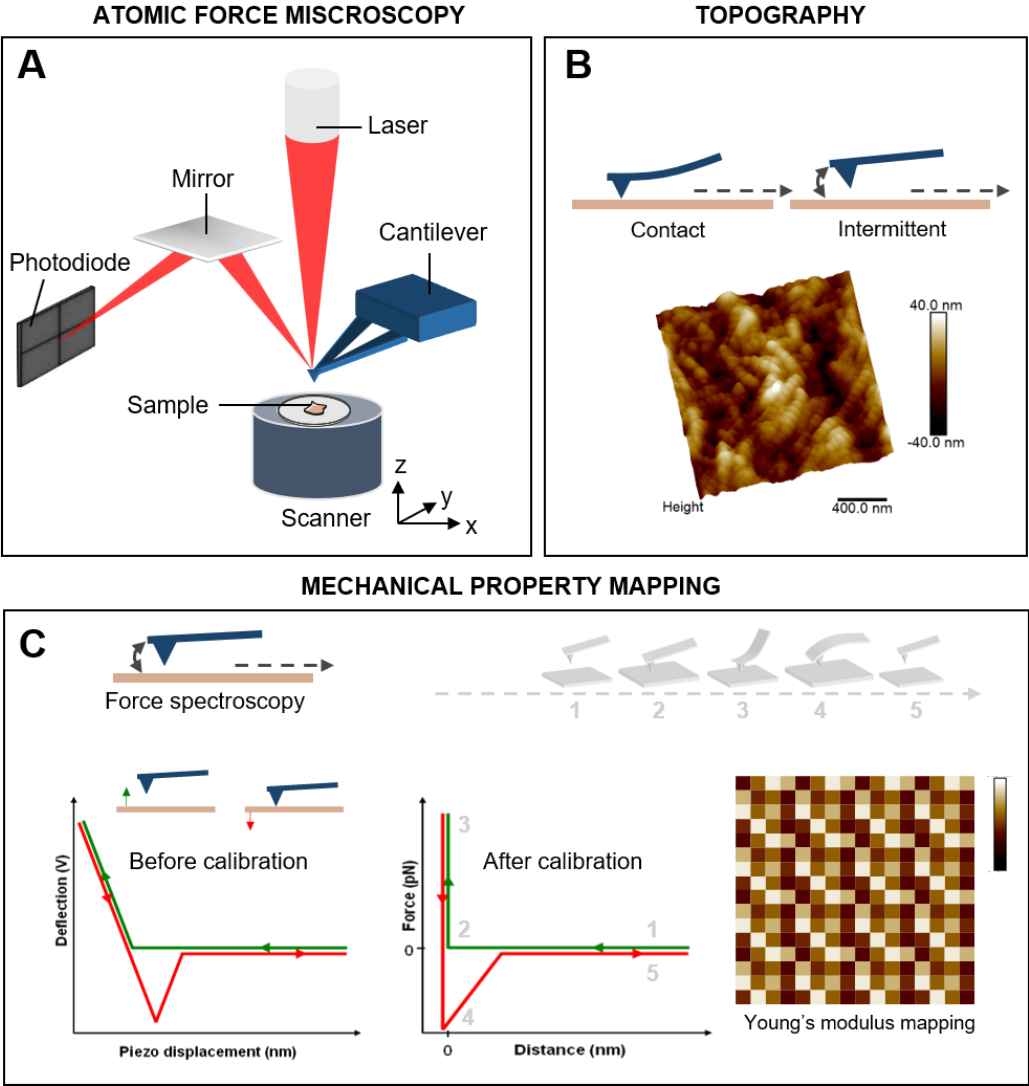 ATOMIC FORCE MISCROSCOPY
TOPOGRAPHY
A
Laser
Mirror
Cantilever
Photodiode
Sample
Scanner
z
y
x
B
Contact
Intermittent
40.0 nm
-40.0 nm
Height
400.0 nm
MECHANICAL PROPERTY MAPPING
C
Force spectroscopy
1
2
3
4
5
Deflection (V)
Before calibration
Piezo displacement (nm)
Force (pN)
After calibration
3
2
1
0
5
4
0
Distance (nm)
Young's modulus mapping